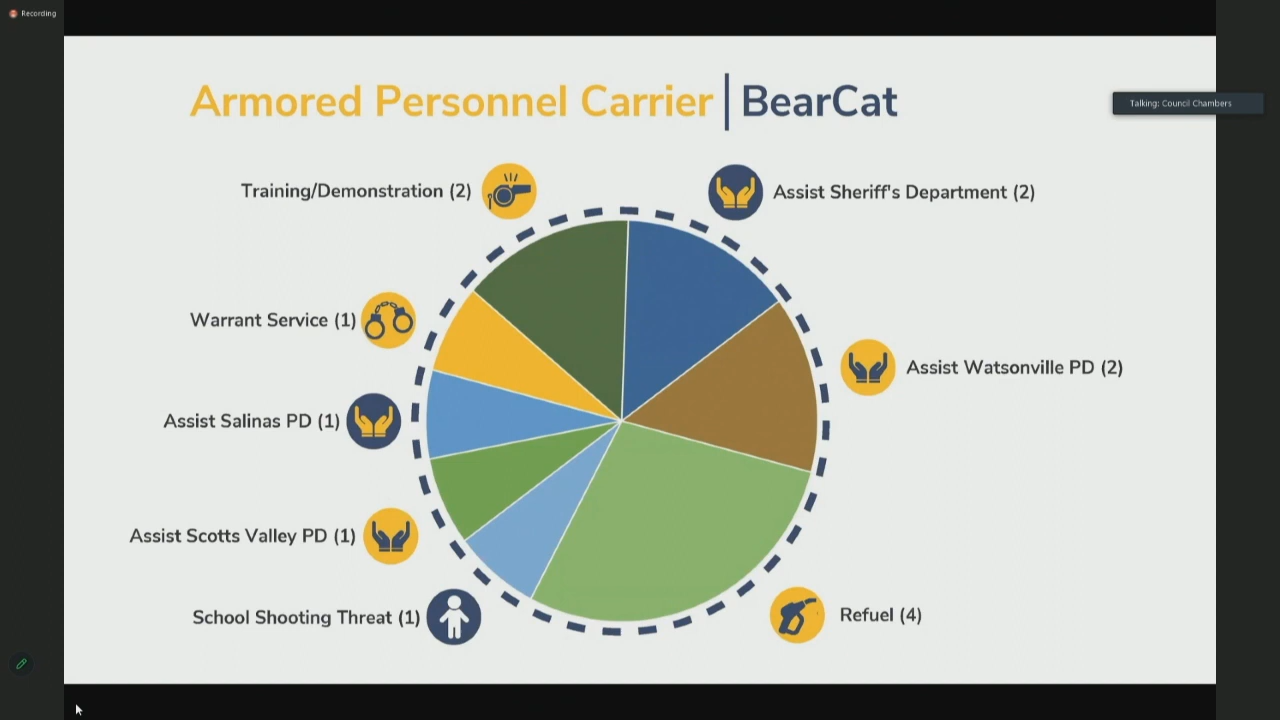 Recording
Armored Personnel Carrier | BearCat
Talking: Council Chambers
Training/Demonstration (2)
Assist Sheriff's Department (2)
Warrant Service (1)
Assist Watsonville PD (2)
Assist Salinas PD (1)
Assist Scotts Valley PD (1)
School Shooting Threat (1)
Refuel (4)